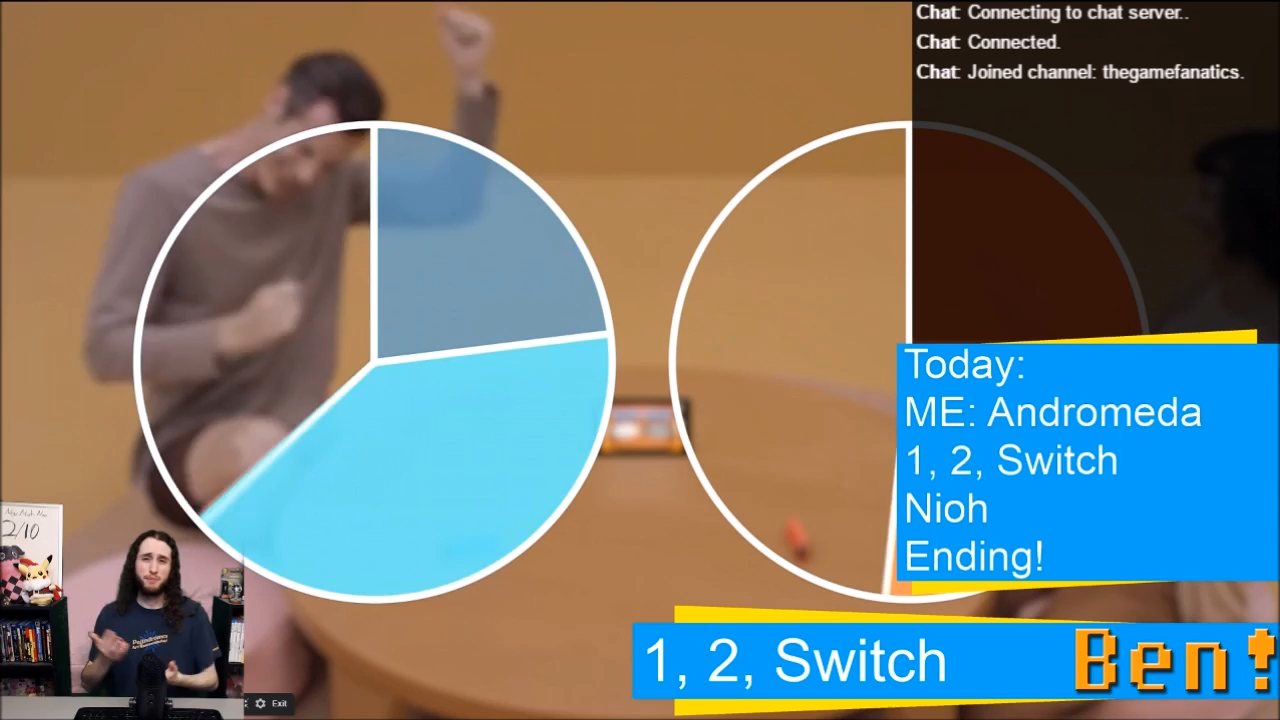 Chat: Connecting to chat server..
Chat: Connected.
Chat: Joined channel: thegamefanatics.
Today:
ME: Andromeda
1, 2, Switch
Nioh
Ending!
2/10
1, 2, Switch
Ben!
Exit